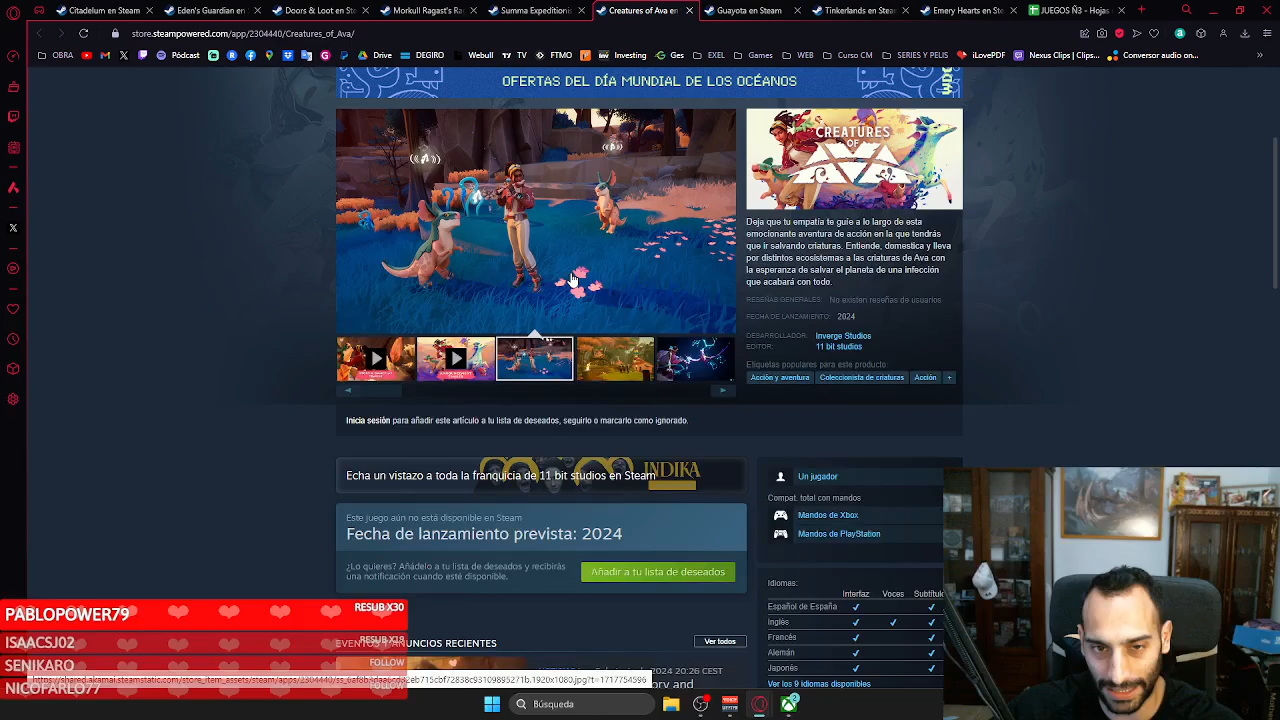 Citadelum en Steam
Eden's Guardian en
Doors & Loot en Ste
Morkull Ragast's Ra
Summa Expeditionis
Creatures of Ava en
Guayota en Steam
Tinkerlands en Stea
Emery Hearts en Ste
JUEGOS Ñ3 - Hojas
store.steampowered.com/app/2304440/Creatures_of_Ava/
OBRA
Pódcast
Drive
DEGIRO
Webull
TV
FTMO
Investing
Ges
EXEL
Games
WEB
Curso CM
SERIES Y PELIS
iLovePDF
Nexus Clips | Clips...
Conversor audio on...
OFERTAS DEL DÍA MUNDIAL DE LOS OCÉANOS
CREATURES
OF
AVA
Deja que tu empatía te guíe a lo largo de esta
emocionante aventura de acción en la que tendrás
que ir salvando criaturas. Entiende, domestica y lleva
por distintos ecosistemas a las criaturas de Ava con
la esperanza de salvar el planeta de una infección
que acabará con todo.
RESEÑAS GENERALES: No existen reseñas de usuarios
FECHA DE LANZAMIENTO: 2024
DESARROLLADOR: Inverge Studios
EDITOR: 11 bit studios
Etiquetas populares para este producto:
Acción y aventura
Coleccionista de criaturas
Acción
+
Inicia sesión para añadir este artículo a tu lista de deseados, seguirlo o marcarlo como ignorado.
Echa un vistazo a toda la franquicia de 11 bit studios en Steam
INDIKA
Este juego aún no está disponible en Steam
Fecha de lanzamiento prevista: 2024
¿Lo quieres? Añádelo a tu lista de deseados y recibirás
una notificación cuando esté disponible.
Añadir a tu lista de deseados
Un jugador
Compat. total con mandos
Mandos de Xbox
Mandos de PlayStation
Idiomas:
Interfaz Voces Subtítulo
Español de España
Inglés
Francés
Alemán
Japonés
Ver los 9 idiomas disponibles
Ver todos
PABLOPOWER79 RESUB X30
ISAACSJ02 RESUB X19
SENIKARO FOLLOW
NICOFARLO77 FOLLOW
Búsqueda